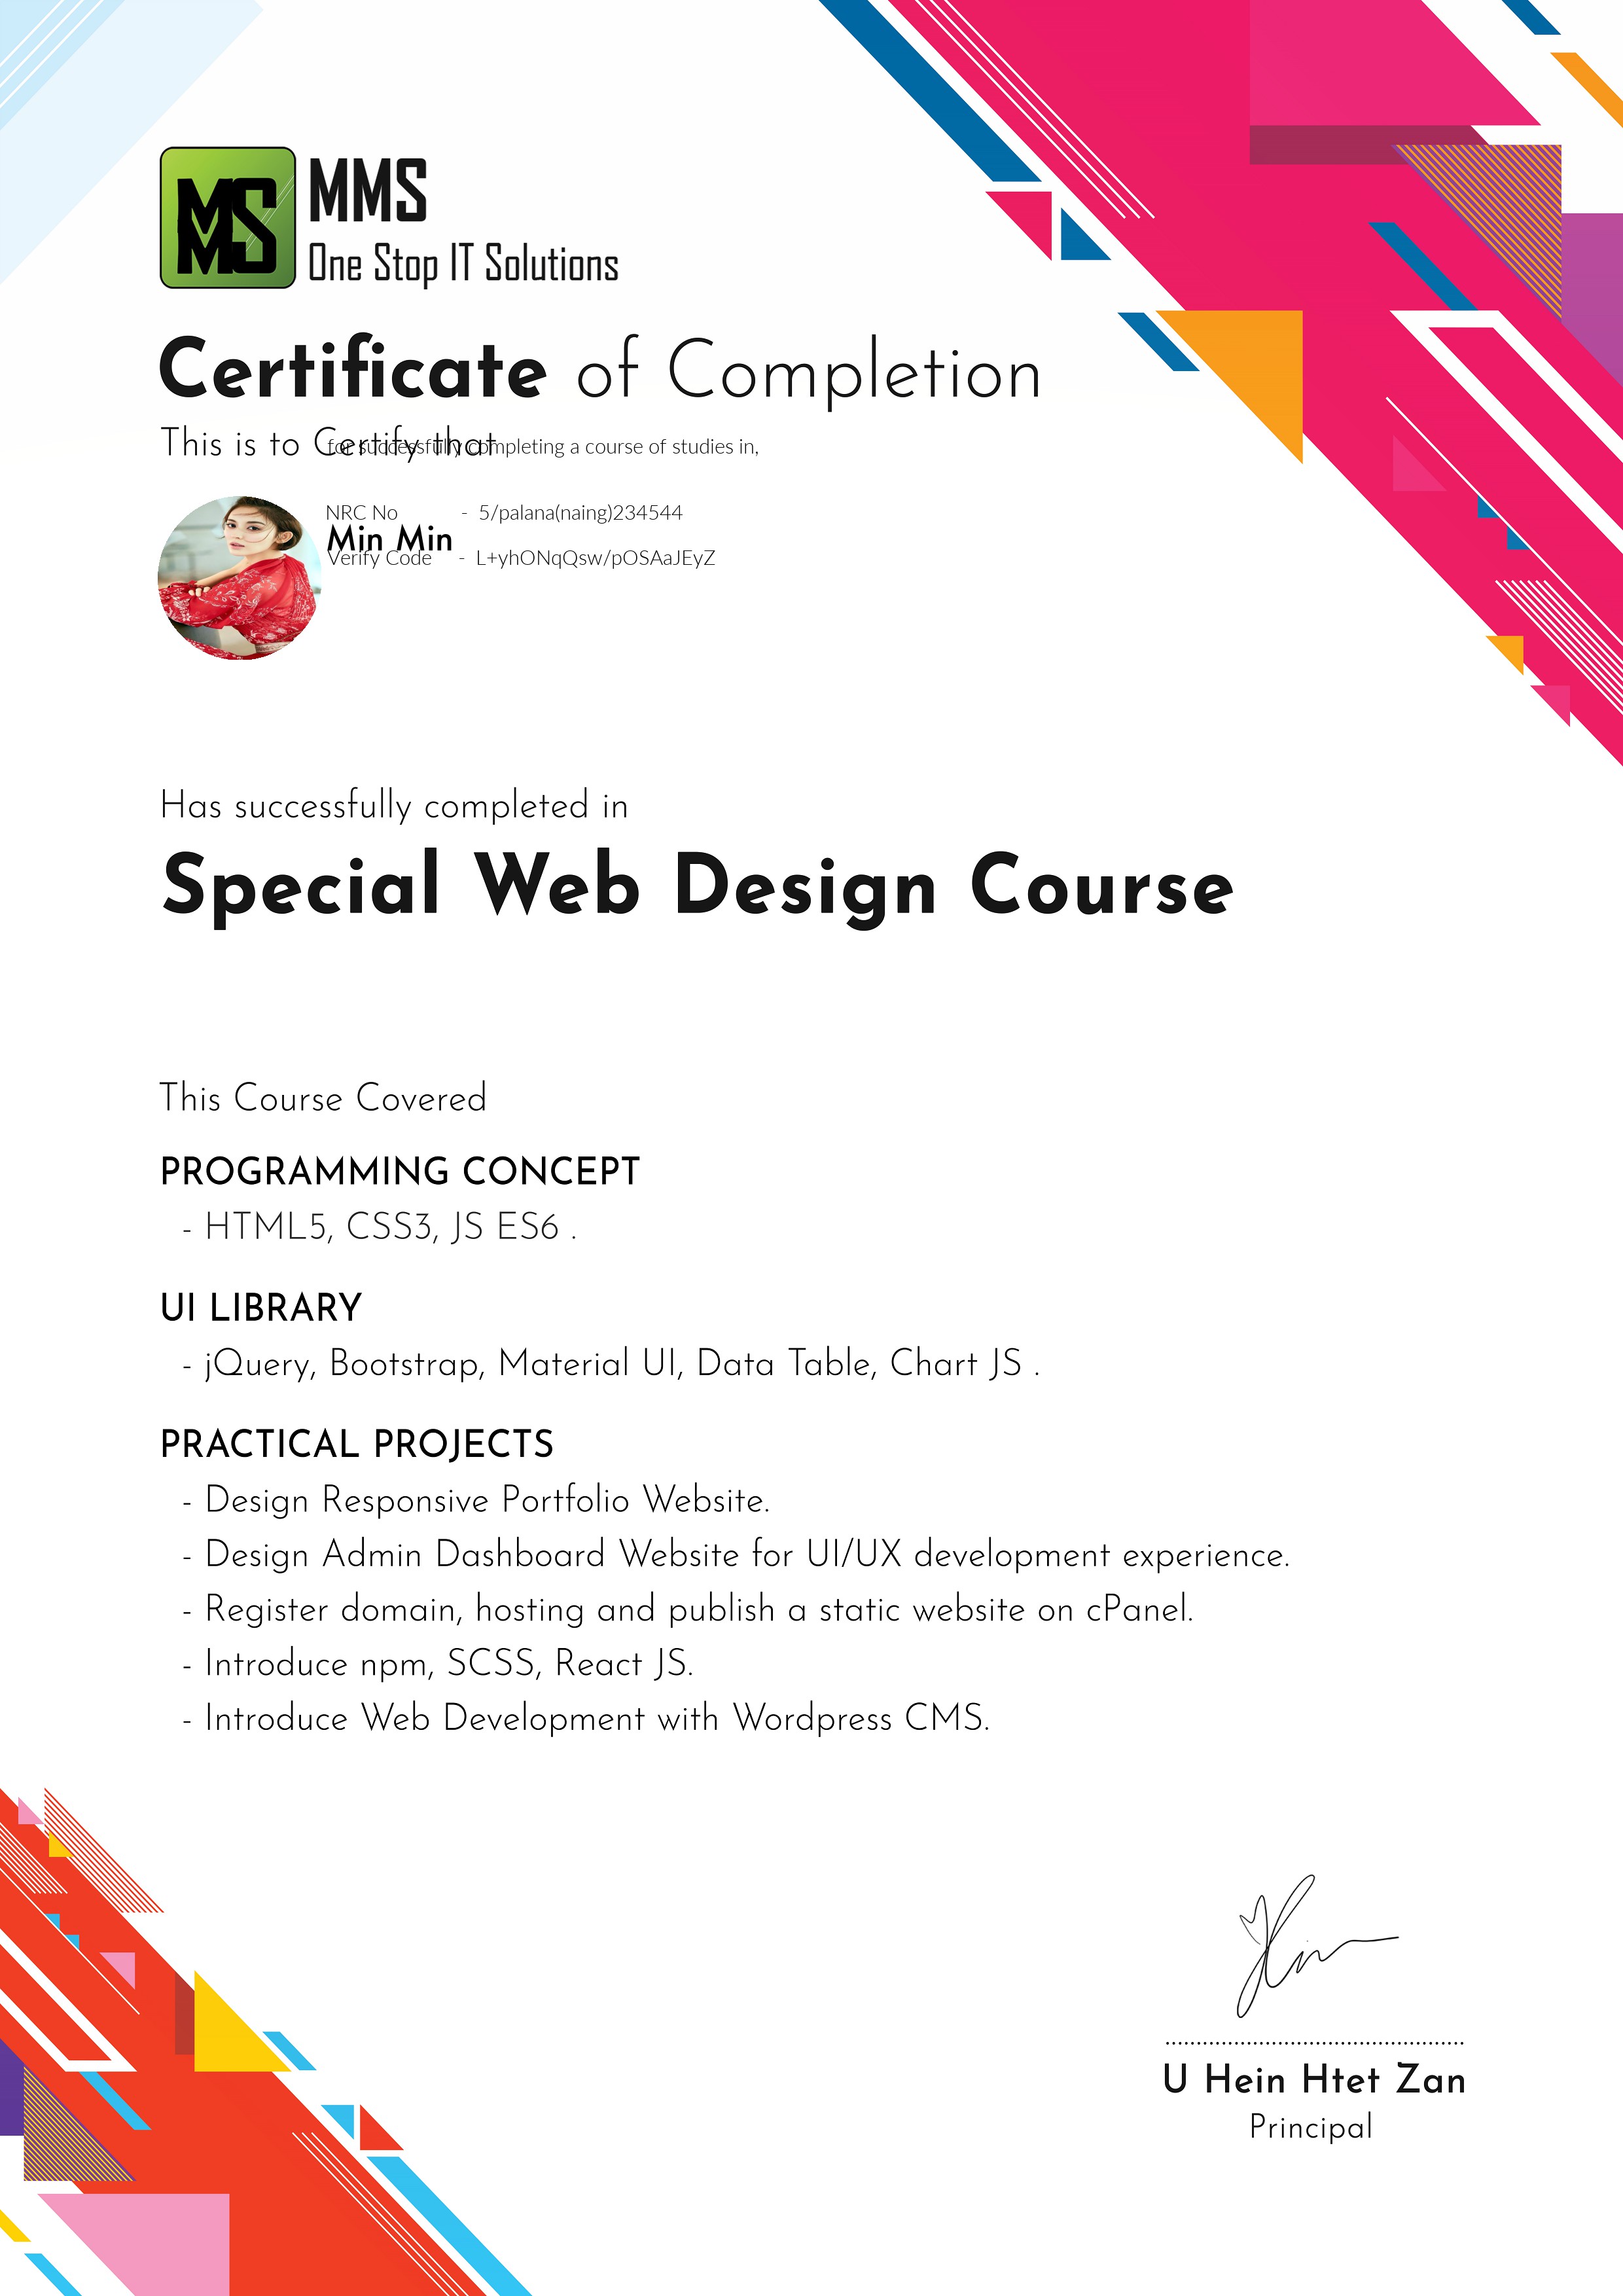 MMS
MMS
One Stop IT Solutions
Certificate of Completion
This is to Certify that
for successfully completing a course of studies in,
NRC No - 5/palana(naing)234544
Min Min
Verify Code - L+yhONqQsw/pOSAaJEyZ
Has successfully completed in
Special Web Design Course
This Course Covered
PROGRAMMING CONCEPT
- HTML5, CSS3, JS ES6 .
UI LIBRARY
- jQuery, Bootstrap, Material UI, Data Table, Chart JS .
PRACTICAL PROJECTS
- Design Responsive Portfolio Website.
- Design Admin Dashboard Website for UI/UX development experience.
- Register domain, hosting and publish a static website on cPanel.
- Introduce npm, SCSS, React JS.
- Introduce Web Development with Wordpress CMS.
U Hein Htet Zan
Principal